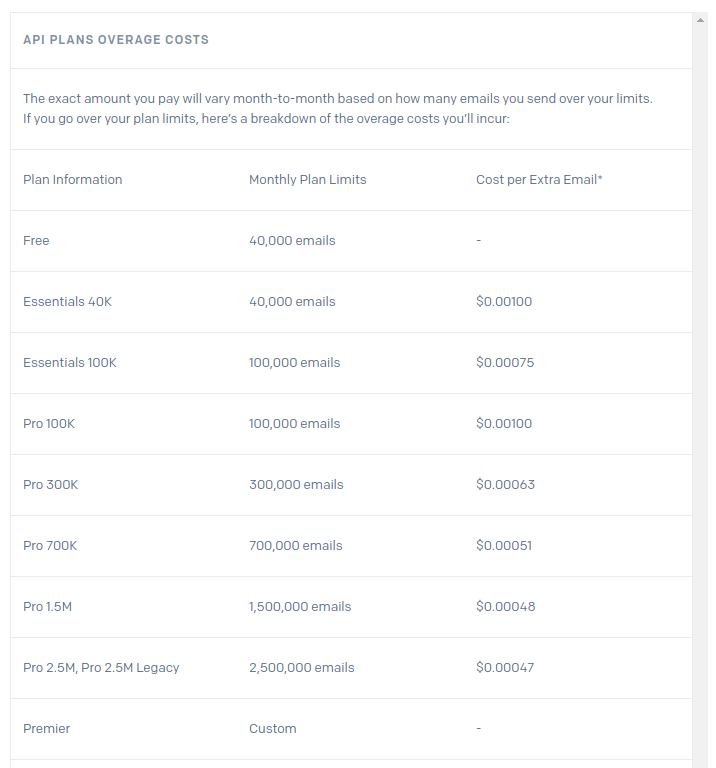 API PLANS OVERAGE COSTS
The exact amount you pay will vary month-to-month based on how many emails you send over your limits.
If you go over your plan limits, here's a breakdown of the overage costs you'll incur:
Plan Information Monthly Plan Limits Cost per Extra Email*
Free 40,000 emails -
Essentials 40K 40,000 emails $0.00100
Essentials 100K 100,000 emails $0.00075
Pro 100K 100,000 emails $0.00100
Pro 300K 300,000 emails $0.00063
Pro 700K 700,000 emails $0.00051
Pro 1.5M 1,500,000 emails $0.00048
Pro 2.5M, Pro 2.5M Legacy 2,500,000 emails $0.00047
Premier Custom -